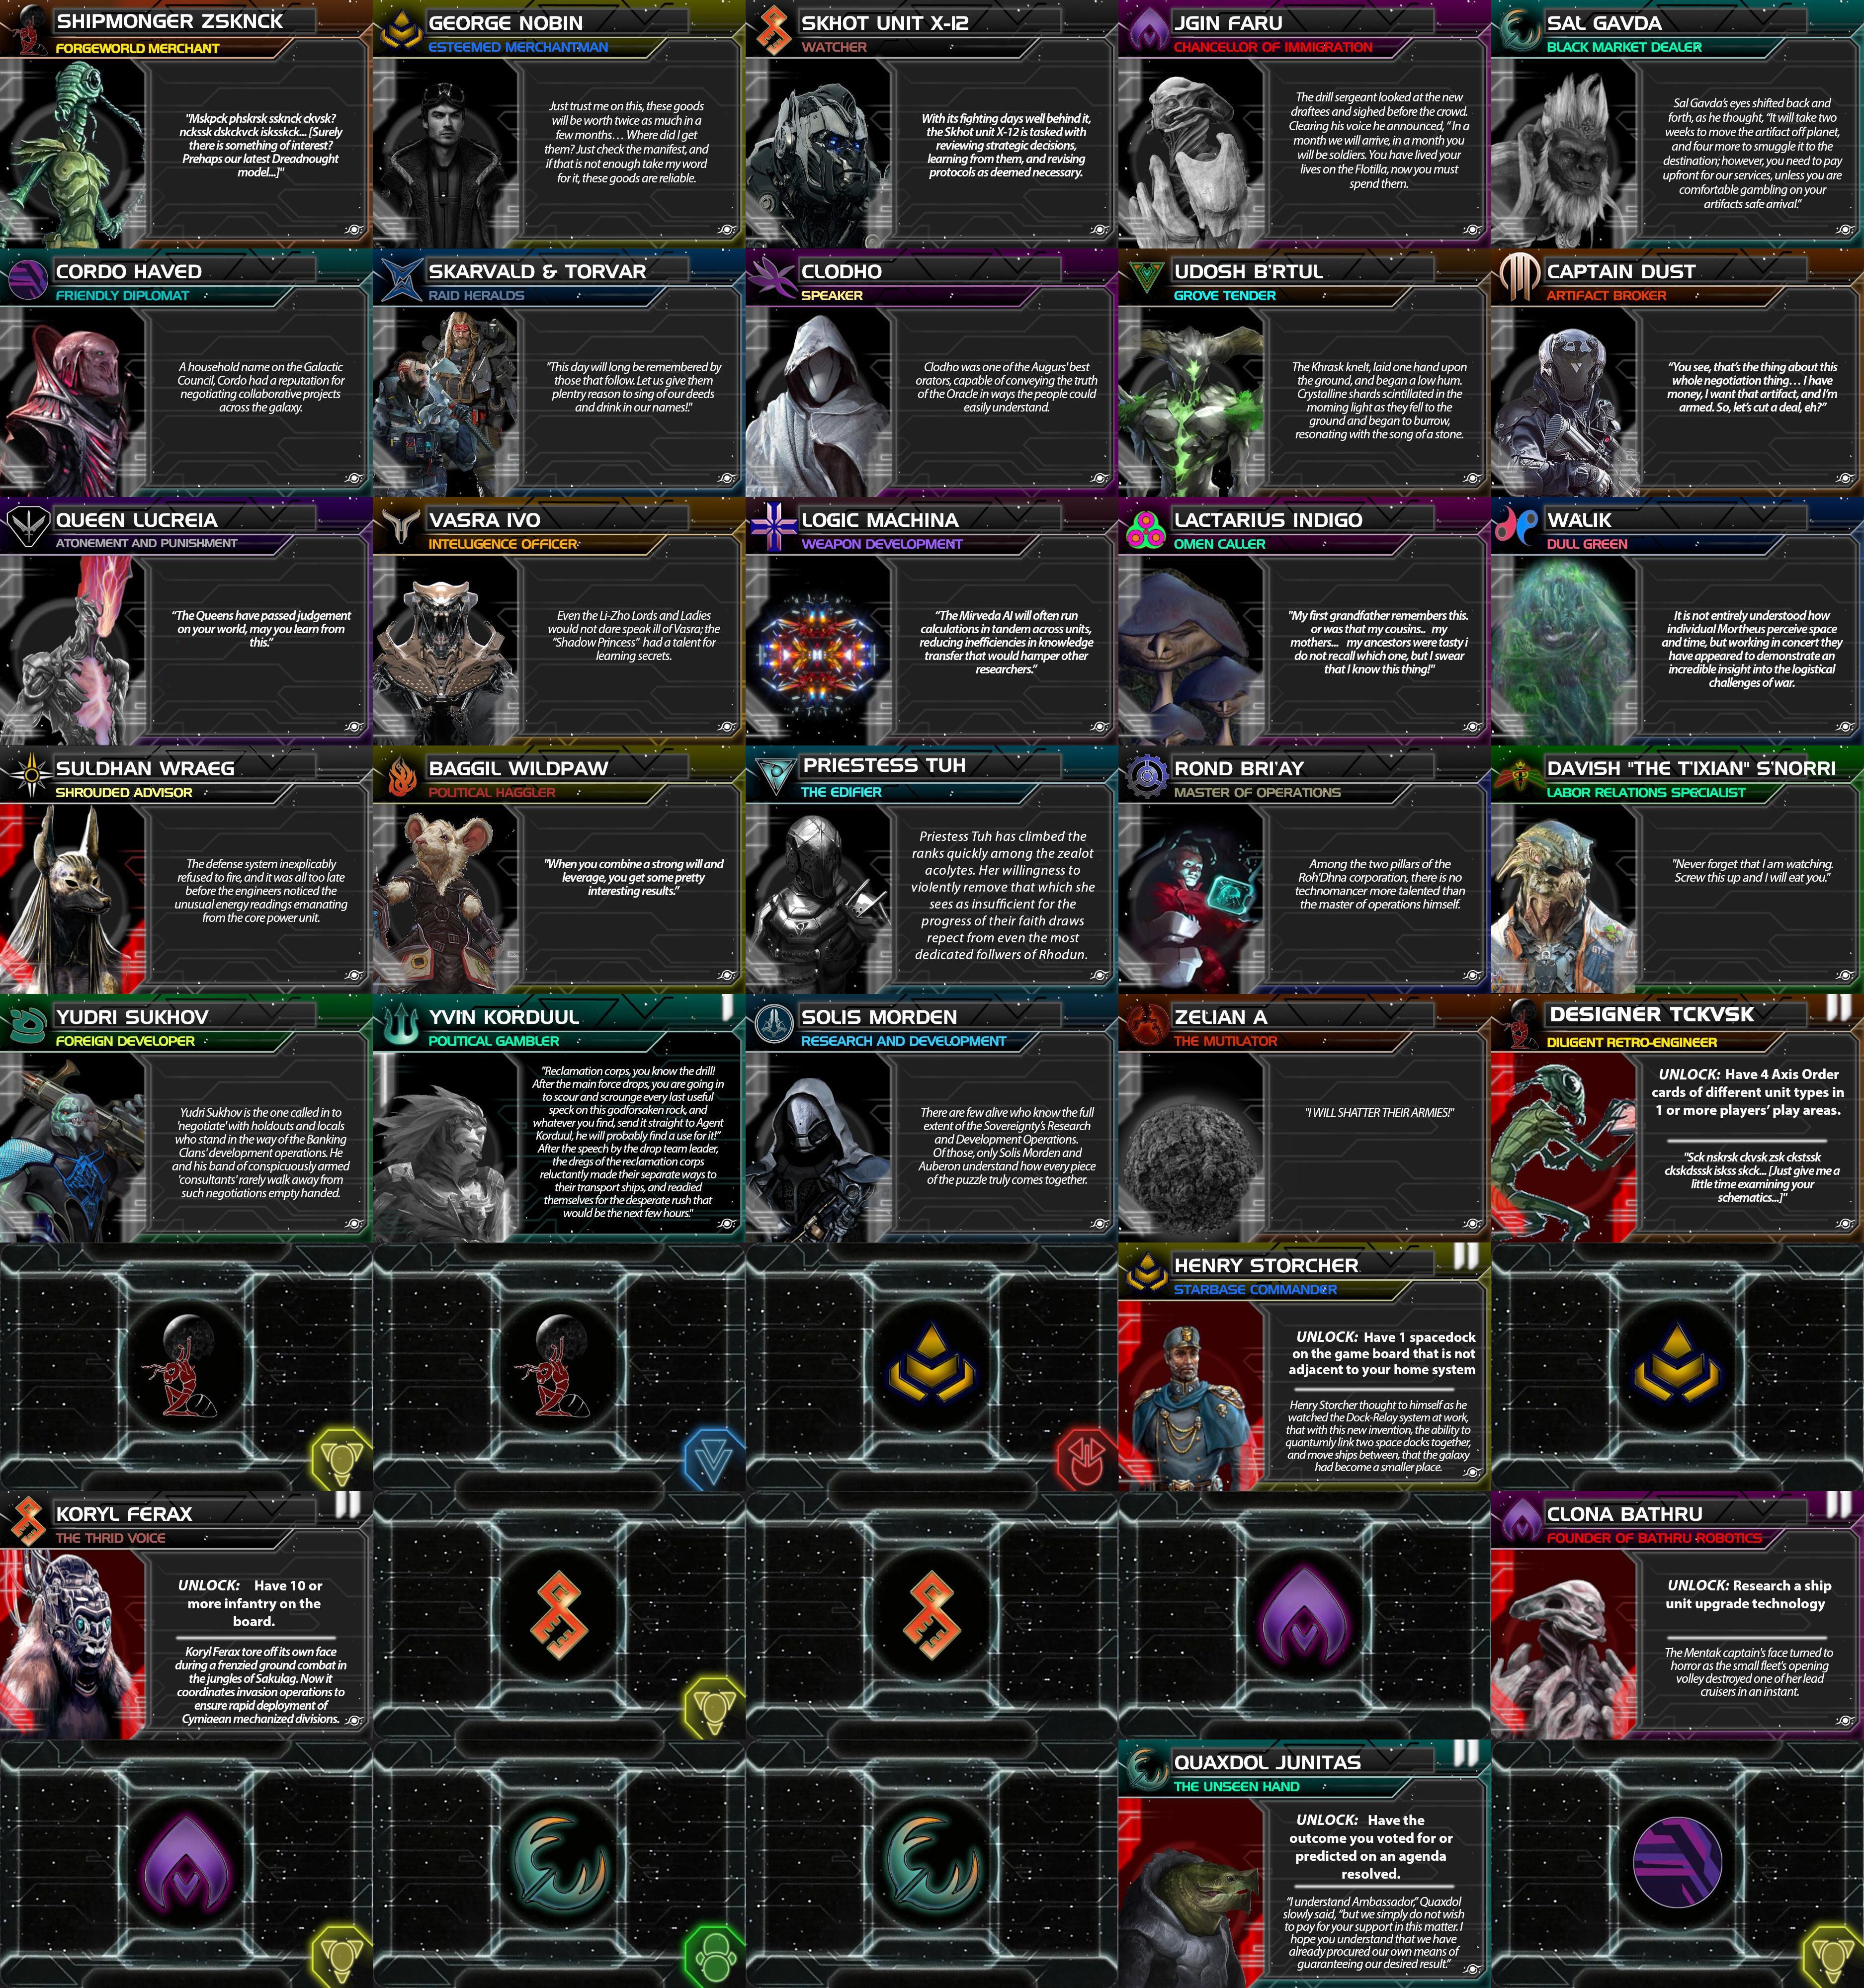 SHIPMONGER ZSKNCK
FORGEWORLD MERCHANT
"Mskpck phskrsk ssknck ckvsk?
nckssk dskckvck isksskck... [Surely
there is something of interest?
Prehaps our latest Dreadnought
model...]"
GEORGE NOBIN
ESTEEMED MERCHANTMAN
Just trust me on this, these goods
will be worth twice as much in a
few months... Where did I get
them? Just check the manifest, and
if that is not enough take my word
for it, these goods are reliable.
SKHOT UNIT X-12
WATCHER
With its fighting days well behind it,
the Skhot unit X-12 is tasked with
reviewing strategic decisions,
learning from them, and revising
protocols as deemed necessary.
JGIN FARU
CHANCELLOR OF IMMIGRATION
The drill sergeant looked at the new
draftees and sighed before the crowd.
Clearing his voice he announced, "In a
month we will arrive, in a month you
will be soldiers. You have lived your
lives on the Flotilla, now you must
spend them.
SAL GAVDA
BLACK MARKET DEALER
Sal Gavda's eyes shifted back and
forth, as he thought, "It will take two
weeks to move the artifact off planet,
and four more to smuggle it to the
destination; however, you need to pay
upfront for our services, unless you are
comfortable gambling on your
artifacts safe arrival."
CORDO HAVED
FRIENDLY DIPLOMAT
A household name on the Galactic
Council, Cordo had a reputation for
negotiating collaborative projects
across the galaxy.
SKARVALD & TORVAR
RAID HERALDS
"This day will long be remembered by
those that follow. Let us give them
plentry reason to sing of our deeds
and drink in our names!"
CLODHO
SPEAKER
Clodho was one of the Augurs' best
orators, capable of conveying the truth
of the Oracle in ways the people could
easily understand.
UDOSH B'RTUL
GROVE TENDER
The Khrask knelt, laid one hand upon
the ground, and began a low hum.
Crystalline shards scintillated in the
morning light as they fell to the
ground and began to burrow,
resonating with the song of a stone.
CAPTAIN DUST
ARTIFACT BROKER
"You see, that's the thing about this
whole negotiation thing... I have
money, I want that artifact, and I'm
armed. So, let's cut a deal, eh?"
QUEEN LUCREIA
ATONEMENT AND PUNISHMENT
"The Queens have passed judgement
on your world, may you learn from
this."
VASRA IVO
INTELLIGENCE OFFICER
Even the Li-Zho Lords and Ladies
would not dare speak ill of Vasra; the
"Shadow Princess" had a talent for
learning secrets.
LOGIC MACHINA
WEAPON DEVELOPMENT
"The Mirveda AI will often run
calculations in tandem across units,
reducing inefficiencies in knowledge
transfer that would hamper other
researchers."
LACTARIUS INDIGO
OMEN CALLER
"My first grandfather remembers this.
or was that my cousins.. my
mothers... my ancestors were tasty i
do not recall which one, but I swear
that I know this thing!"
WALIK
DULL GREEN
It is not entirely understood how
individual Mortheus perceive space
and time, but working in concert they
have appeared to demonstrate an
incredible insight into the logistical
challenges of war.
SULDHAN WRAEG
SHROUDED ADVISOR
The defense system inexplicably
refused to fire, and it was all too late
before the engineers noticed the
unusual energy readings emanating
from the core power unit.
BAGGIL WILDPAW
POLITICAL HAGGLER
"When you combine a strong will and
leverage, you get some pretty
interesting results."
PRIESTESS TUH
THE EDIFIER
Priestess Tuh has climbed the
ranks quickly among the zealot
acolytes. Her willingness to
violently remove that which she
sees as insufficient for the
progress of their faith draws
repect from even the most
dedicated follwers of Rhodun.
ROND BRI'AY
MASTER OF OPERATIONS
Among the two pillars of the
Roh'Dhna corporation, there is no
technomancer more talented than
the master of operations himself.
DAVISH "THE T'IXIAN" S'NORRI
LABOR RELATIONS SPECIALIST
"Never forget that I am watching.
Screw this up and I will eat you."
YUDRI SUKHOV
FOREIGN DEVELOPER
Yudri Sukhov is the one called in to
'negotiate' with holdouts and locals
who stand in the way of the Banking
Clans' development operations. He
and his band of conspicuously armed
'consultants' rarely walk away from
such negotiations empty handed.
YVIN KORDUUL
POLITICAL GAMBLER
"Reclamation corps, you know the drill!
After the main force drops, you are going in
to scour and scrounge every last useful
speck on this godforsaken rock, and
whatever you find, send it straight to Agent
Korduul, he will probably find a use for it!"
After the speech by the drop team leader,
the dregs of the reclamation corps
reluctantly made their separate ways to
their transport ships, and readied
themselves for the desperate rush that
would be the next few hours."
SOLIS MORDEN
RESEARCH AND DEVELOPMENT
There are few alive who know the full
extent of the Sovereignty's Research
and Development Operations.
Of those, only Solis Morden and
Auberon understand how every piece
of the puzzle truly comes together.
ZELIAN A
THE MUTILATOR
"I WILL SHATTER THEIR ARMIES!"
DESIGNER TCKVSK
DILIGENT RETRO-ENGINEER
UNLOCK: Have 4 Axis Order
cards of different unit types in
1 or more players' play areas.
"Sck nskrsk ckvsk zsk ckstssk
ckskdsssk iskss skck... [Just give me a
little time examining your
schematics...]"
HENRY STORCHER
STARBASE COMMANDER
UNLOCK: Have 1 spacedock
on the game board that is not
adjacent to your home system
Henry Storcher thought to himself as he
watched the Dock-Relay system at work,
that with this new invention, the ability to
quantumly link two space docks together,
and move ships between, that the galaxy
had become a smaller place.
KORYL FERAX
THE THRID VOICE
UNLOCK: Have 10 or
more infantry on the
board.
Koryl Ferax tore off its own face
during a frenzied ground combat in
the jungles of Sakulag. Now it
coordinates invasion operations to
ensure rapid deployment of
Cymiaean mechanized divisions.
CLONA BATHRU
FOUNDER OF BATHRU ROBOTICS
UNLOCK: Research a ship
unit upgrade technology
The Mentak captain's face turned to
horror as the small fleet's opening
volley destroyed one of her lead
cruisers in an instant.
QUAXDOL JUNITAS
THE UNSEEN HAND
UNLOCK: Have the
outcome you voted for or
predicted on an agenda
resolved.
"I understand Ambassador," Quaxdol
slowly said, "but we simply do not wish
to pay for your support in this matter. I
hope you understand that we have
already procured our own means of
guaranteeing our desired result."